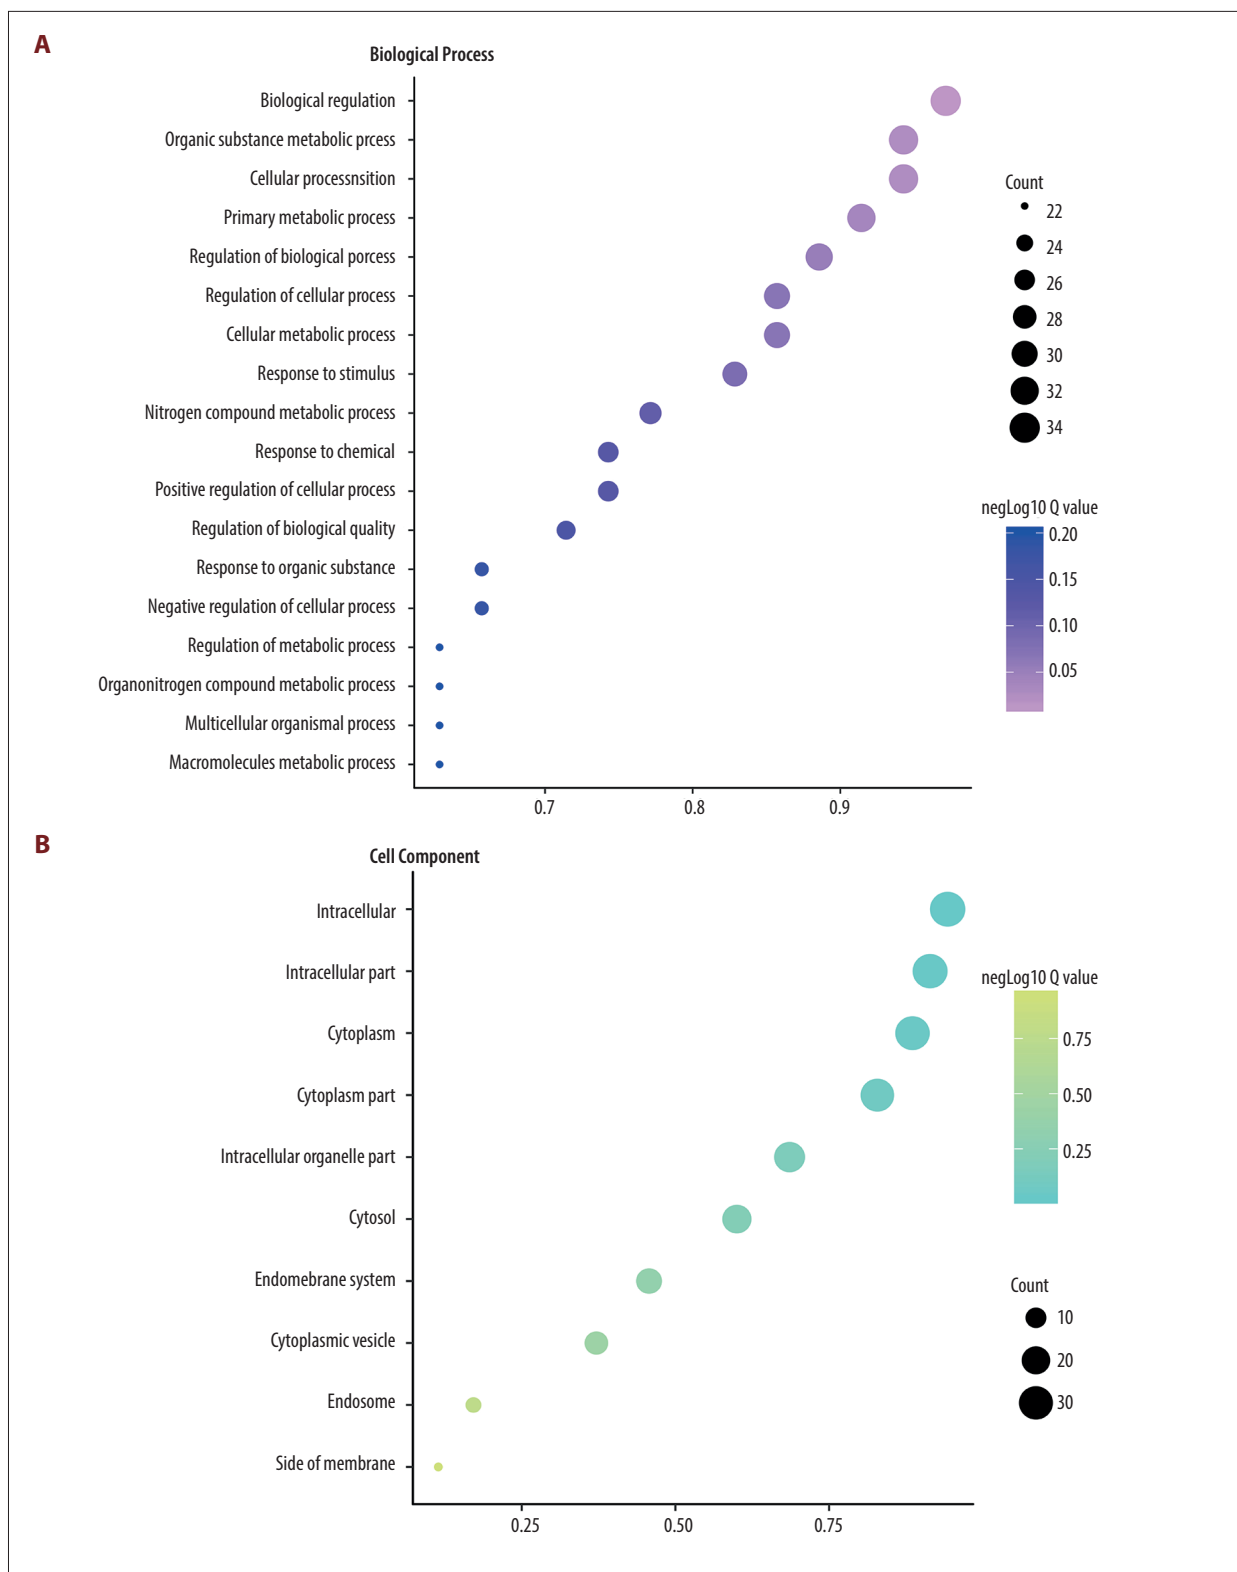 A
Biological Process
Biological regulation
Organic substance metabolic prcess
Cellular processnsition
Primary metabolic process
Regulation of biological porcess
Regulation of cellular process
Cellular metabolic process
Response to stimulus
Nitrogen compound metabolic process
Response to chemical
Positive regulation of cellular process
Regulation of biological quality
Response to organic substance
Negative regulation of cellular process
Regulation of metabolic process
Organonitrogen compound metabolic process
Multicellular organismal process
Macromolecules metabolic process
0.7 0.8 0.9
Count
22
24
26
28
30
32
34
negLog10 Q value
0.20
0.15
0.10
0.05
B
Cell Component
Intracellular
Intracellular part
Cytoplasm
Cytoplasm part
Intracellular organelle part
Cytosol
Endomebrane system
Cytoplasmic vesicle
Endosome
Side of membrane
0.25 0.50 0.75
negLog10 Q value
0.75
0.50
0.25
Count
10
20
30